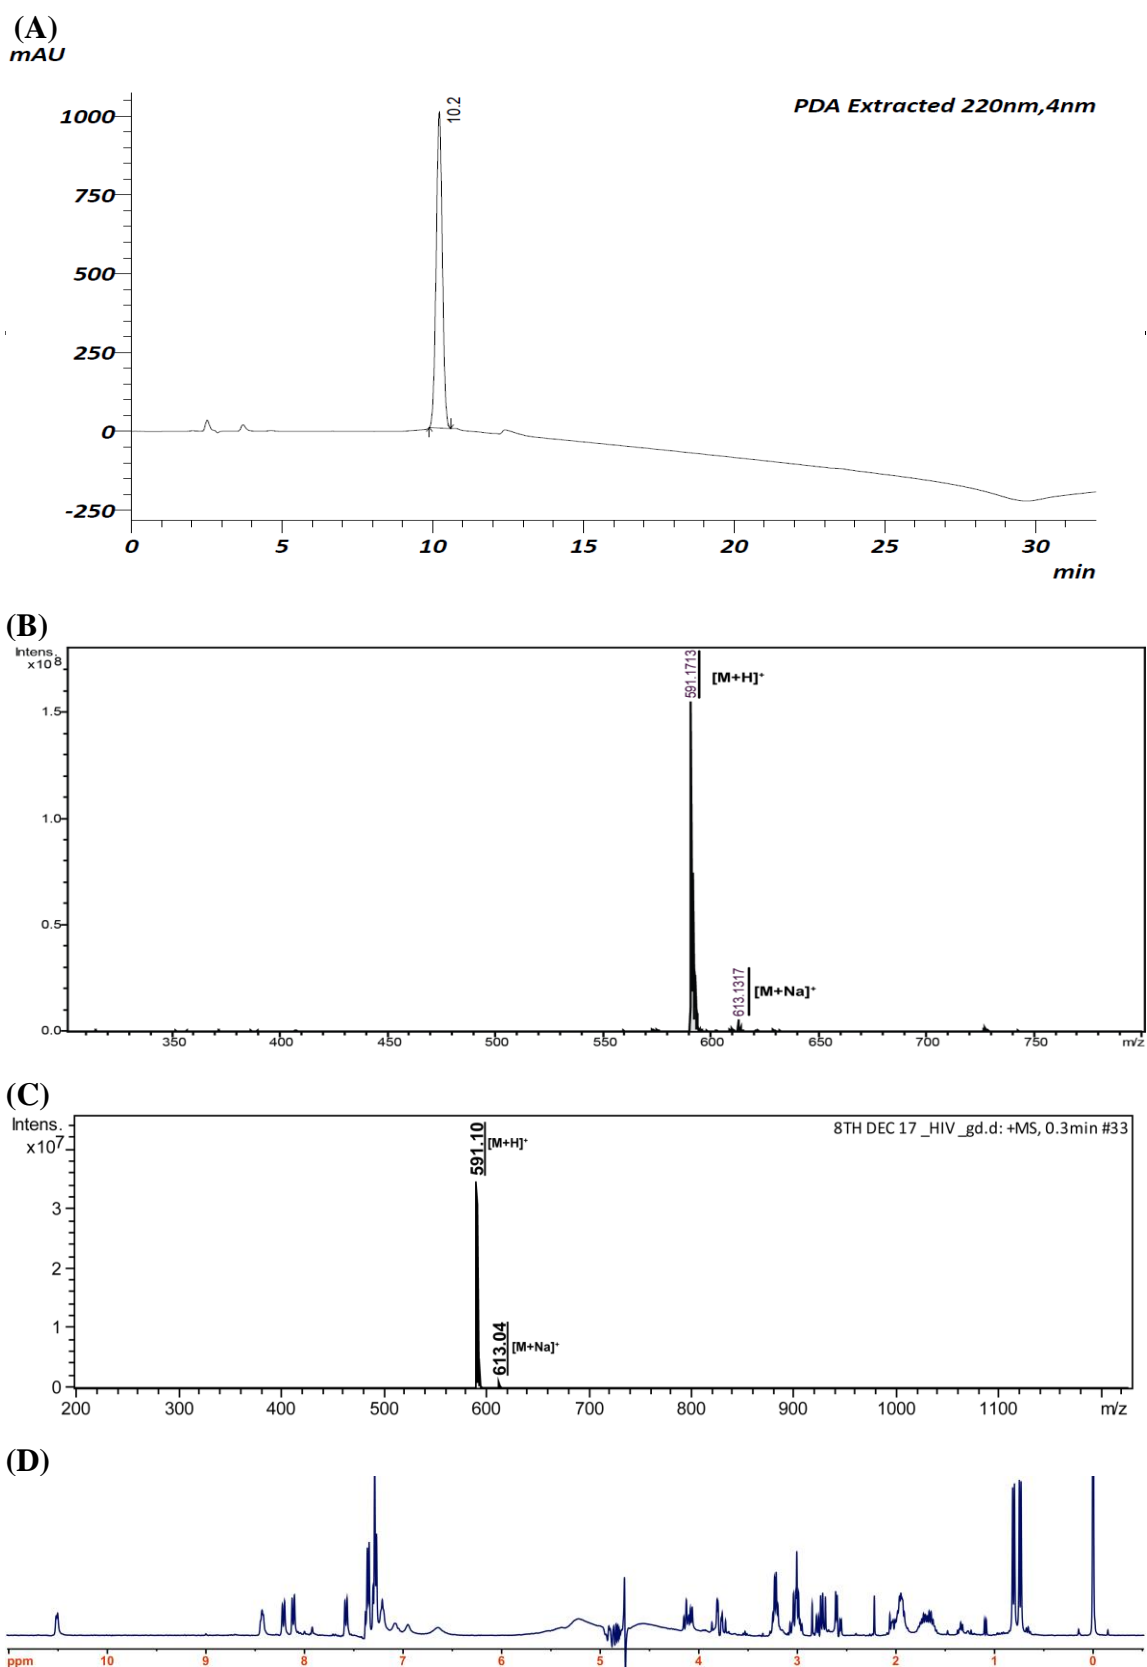 (A)
mAU
PDA Extracted 220nm,4nm
10.2
1000
750
500
250
0
-250
0 5 10 15 20 25 30
min
(B)
Intens.
x10⁸
591.1713
[M+H]⁺
1.5
1.0
0.5
613.1317
[M+Na]⁺
0.0
350 400 450 500 550 600 650 700 750 m/z
(C)
Intens.
x10⁷
8TH DEC 17 _HIV _gd.d: +MS, 0.3min #33
591.10
[M+H]⁺
3
2
1
613.04
[M+Na]⁺
0
200 300 400 500 600 700 800 900 1000 1100 m/z
(D)
ppm 10 9 8 7 6 5 4 3 2 1 0